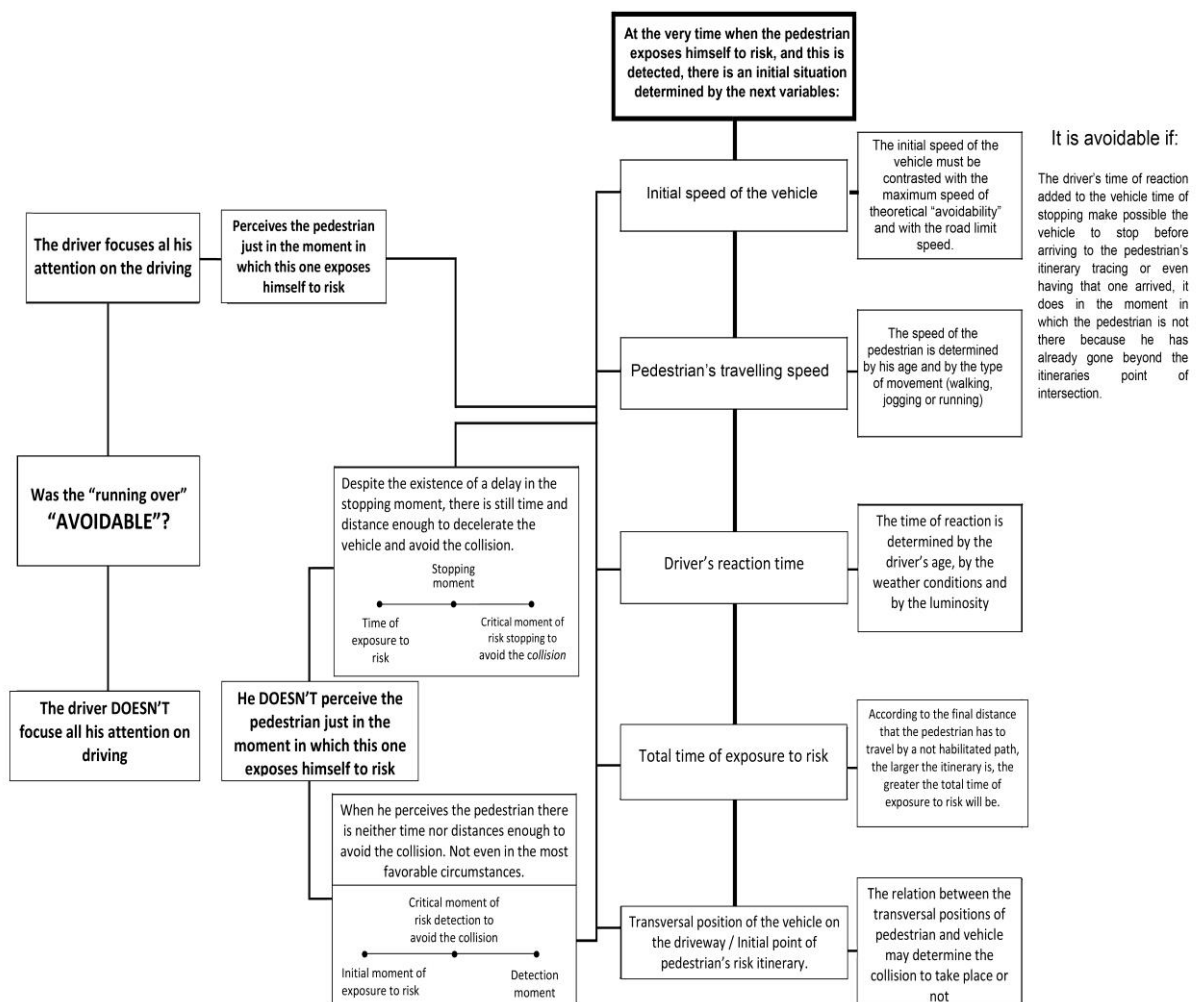 At the very time when the pedestrian
exposes himself to risk, and this is
detected, there is an initial situation
determined by the next variables:
Initial speed of the vehicle
The initial speed of the
vehicle must be
contrasted with the
maximum speed of
theoretical "avoidability"
and with the road limit
speed.
It is avoidable if:
The driver's time of reaction
added to the vehicle time of
stopping make possible the
vehicle to stop before
arriving to the pedestrian's
itinerary tracing or even
having that one arrived, it
does in the moment in
which the pedestrian is not
there because he has
already gone beyond the
itineraries point of
intersection.
The driver focuses al his
attention on the driving
Perceives the pedestrian
just in the moment in
which this one exposes
himself to risk
Pedestrian's travelling speed
The speed of the
pedestrian is determined
by his age and by the type
of movement (walking,
jogging or running)
Was the "running over"
"AVOIDABLE"?
Despite the existence of a delay in the
stopping moment, there is still time and
distance enough to decelerate the
vehicle and avoid the collision.
Stopping
moment
Time of
exposure to
risk
Critical moment of
risk stopping to
avoid the collision
Driver's reaction time
The time of reaction is
determined by the
driver's age, by the
weather conditions and
by the luminosity
The driver DOESN'T
focuse all his attention on
driving
He DOESN'T perceive the
pedestrian just in the
moment in which this one
exposes himself to risk
Total time of exposure to risk
According to the final distance
that the pedestrian has to
travel by a not habilitated path,
the larger the itinerary is, the
greater the total time of
exposure to risk will be.
When he perceives the pedestrian there
is neither time nor distances enough to
avoid the collision. Not even in the most
favorable circumstances.
Critical moment of
risk detection to
avoid the collision
Initial moment of
exposure to risk
Detection
moment
Transversal position of the vehicle on
the driveway / Initial point of
pedestrian's risk itinerary.
The relation between the
transversal positions of
pedestrian and vehicle
may determine the
collision to take place or
not